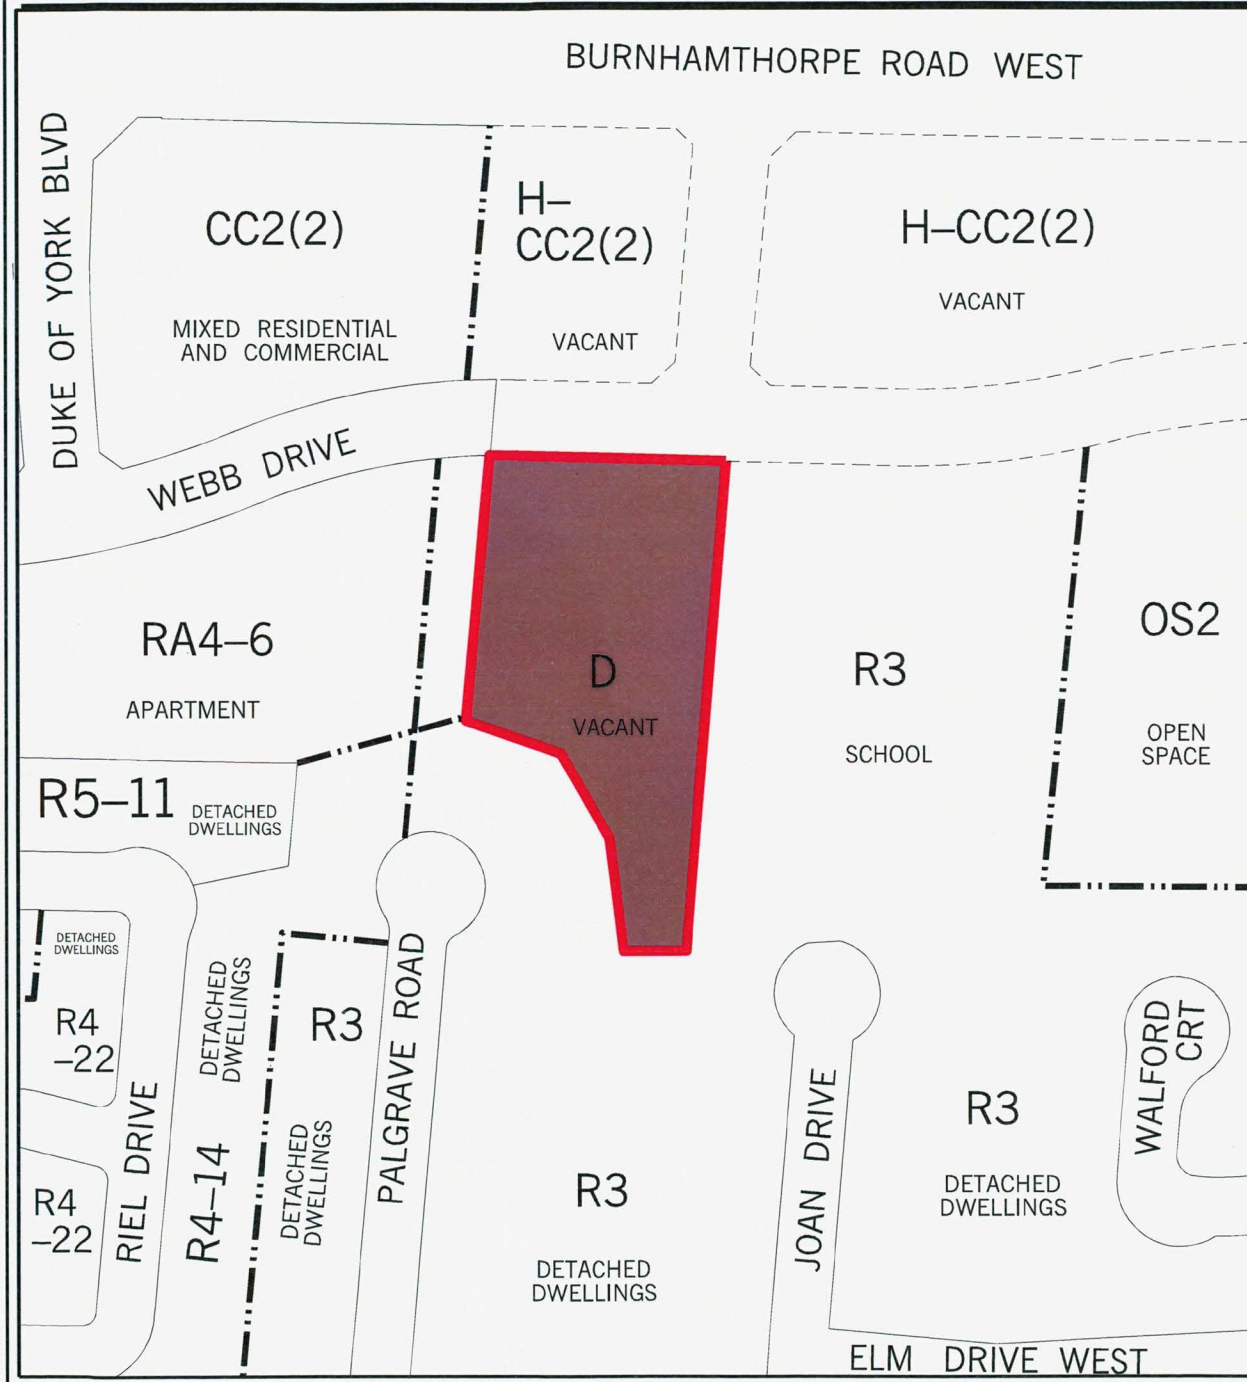 BURNHAMTHORPE ROAD WEST
DUKE OF YORK BLVD
CC2(2)
MIXED RESIDENTIAL
AND COMMERCIAL
H–
CC2(2)
VACANT
H–CC2(2)
VACANT
WEBB DRIVE
RA4–6
APARTMENT
D
VACANT
R3
SCHOOL
OS2
OPEN
SPACE
R5–11
DETACHED
DWELLINGS
DETACHED
DWELLINGS
R4
–22
R4
–22
RIEL DRIVE
DETACHED
DWELLINGS
R4–14
R3
DETACHED
DWELLINGS
PALGRAVE ROAD
R3
DETACHED
DWELLINGS
JOAN DRIVE
R3
DETACHED
DWELLINGS
WALFORD
CRT
ELM DRIVE WEST